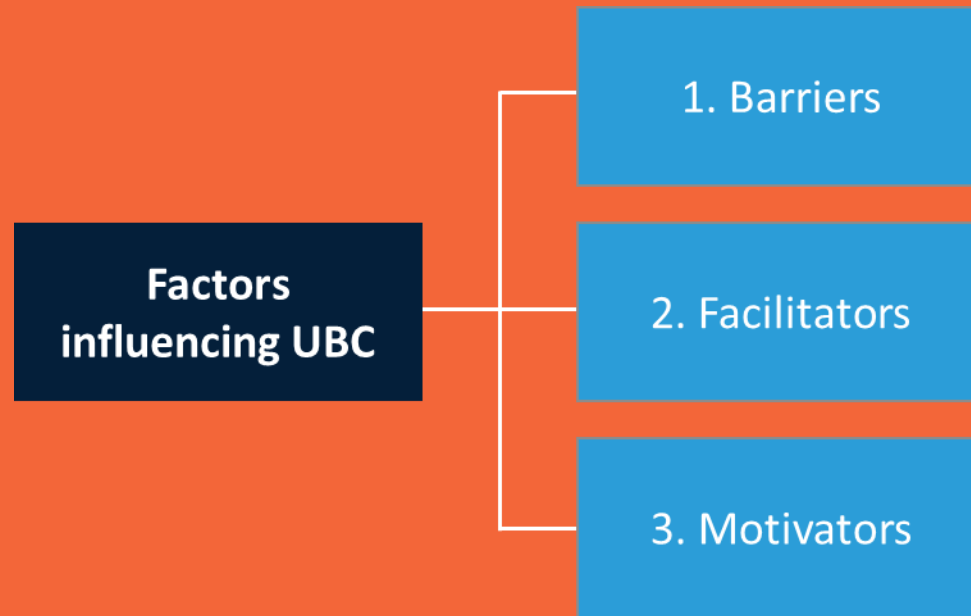 Factors
influencing UBC
1. Barriers
2. Facilitators
3. Motivators